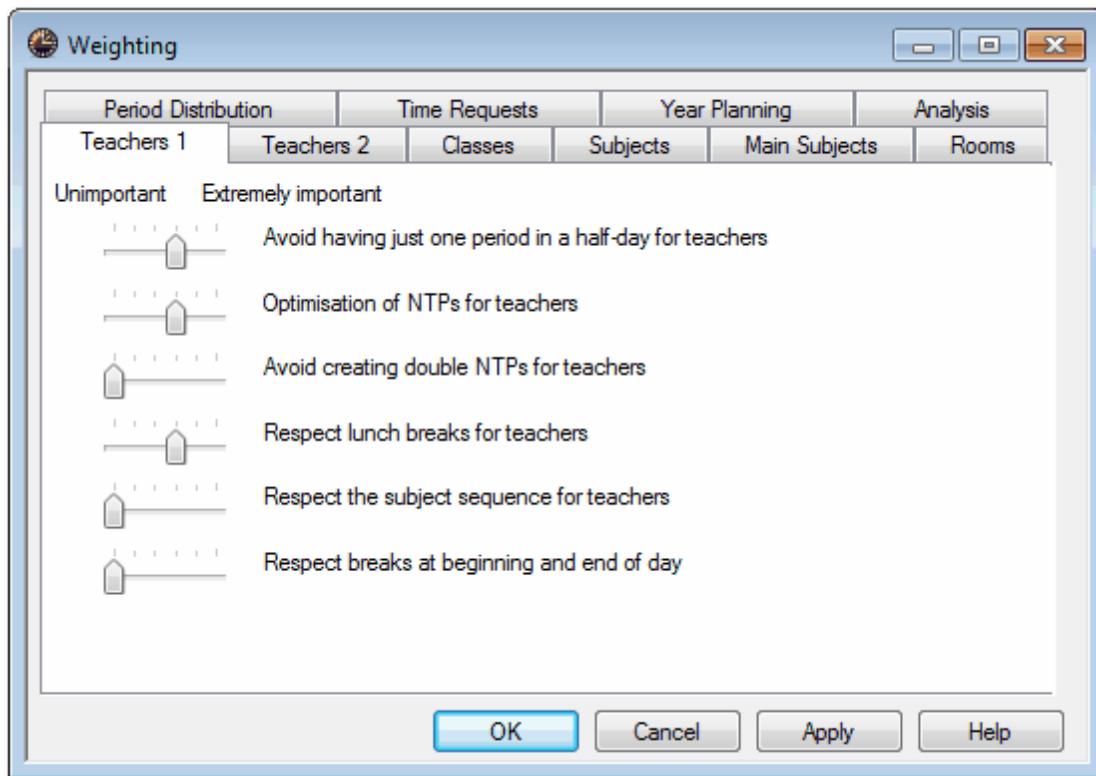 Weighting
Period Distribution Time Requests Year Planning Analysis
Teachers 1 Teachers 2 Classes Subjects Main Subjects Rooms
Unimportant Extremely important
Avoid having just one period in a half-day for teachers
Optimisation of NTPs for teachers
Avoid creating double NTPs for teachers
Respect lunch breaks for teachers
Respect the subject sequence for teachers
Respect breaks at beginning and end of day
OK Cancel Apply Help